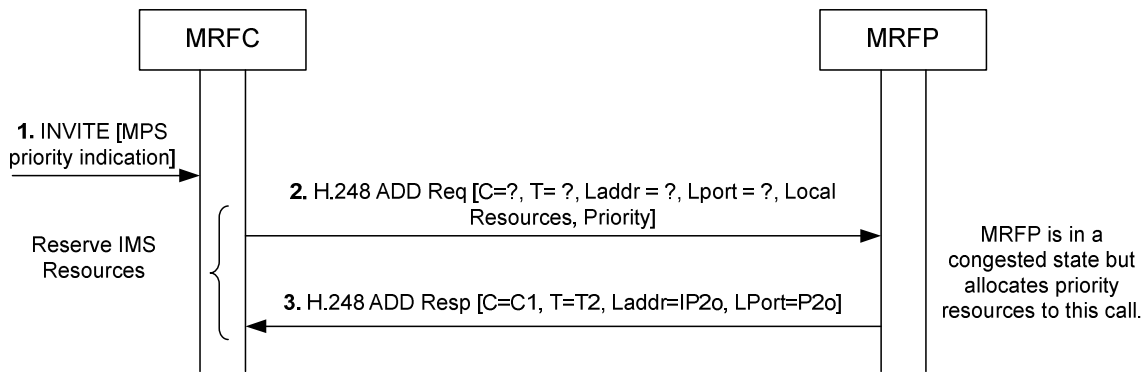 MRFC
MRFP
1. INVITE [MPS
priority indication]
2. H.248 ADD Req [C=?, T= ?, Laddr = ?, Lport = ?, Local
Resources, Priority]
Reserve IMS
Resources
MRFP is in a
congested state but
allocates priority
resources to this call.
3. H.248 ADD Resp [C=C1, T=T2, Laddr=IP2o, LPort=P2o]